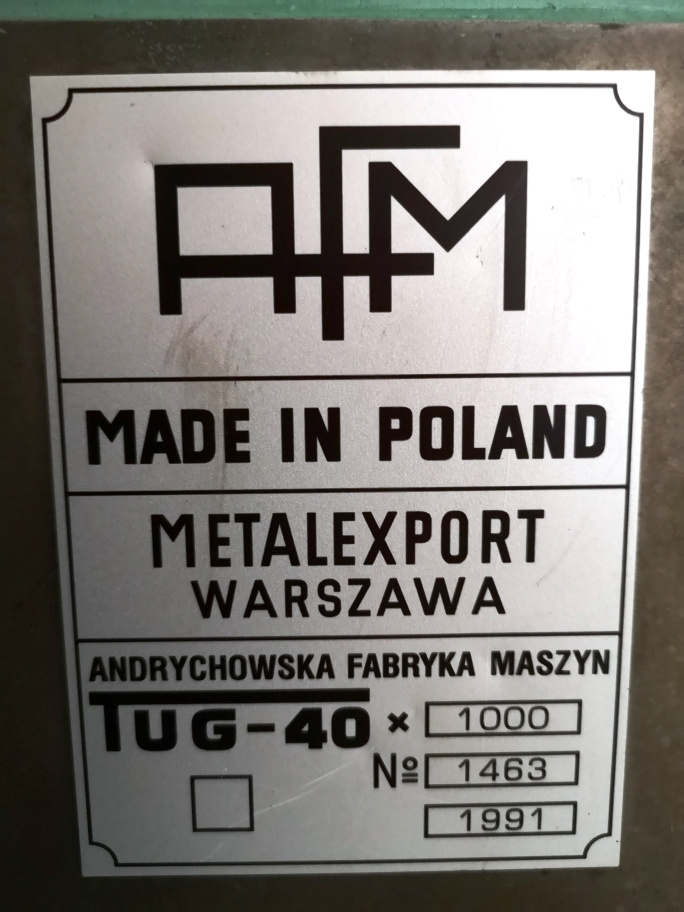 AFM
MADE IN POLAND
METALEXPORT
WARSZAWA
ANDRYCHOWSKA FABRYKA MASZYN
TUG-40 × 1000
Nº 1463
1991